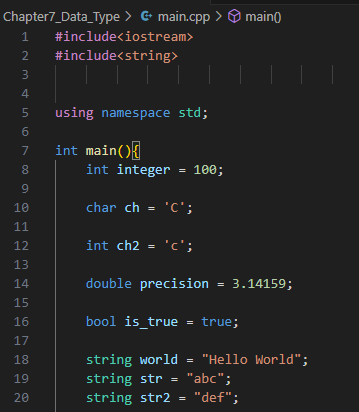 Chapter7_Data_Type > main.cpp > main()
1 #include<iostream>
2 #include<string>
3
4
5 using namespace std;
6
7 int main(){
8     int integer = 100;
9
10     char ch = 'C';
11
12     int ch2 = 'c';
13
14     double precision = 3.14159;
15
16     bool is_true = true;
17
18     string world = "Hello World";
19     string str = "abc";
20     string str2 = "def";